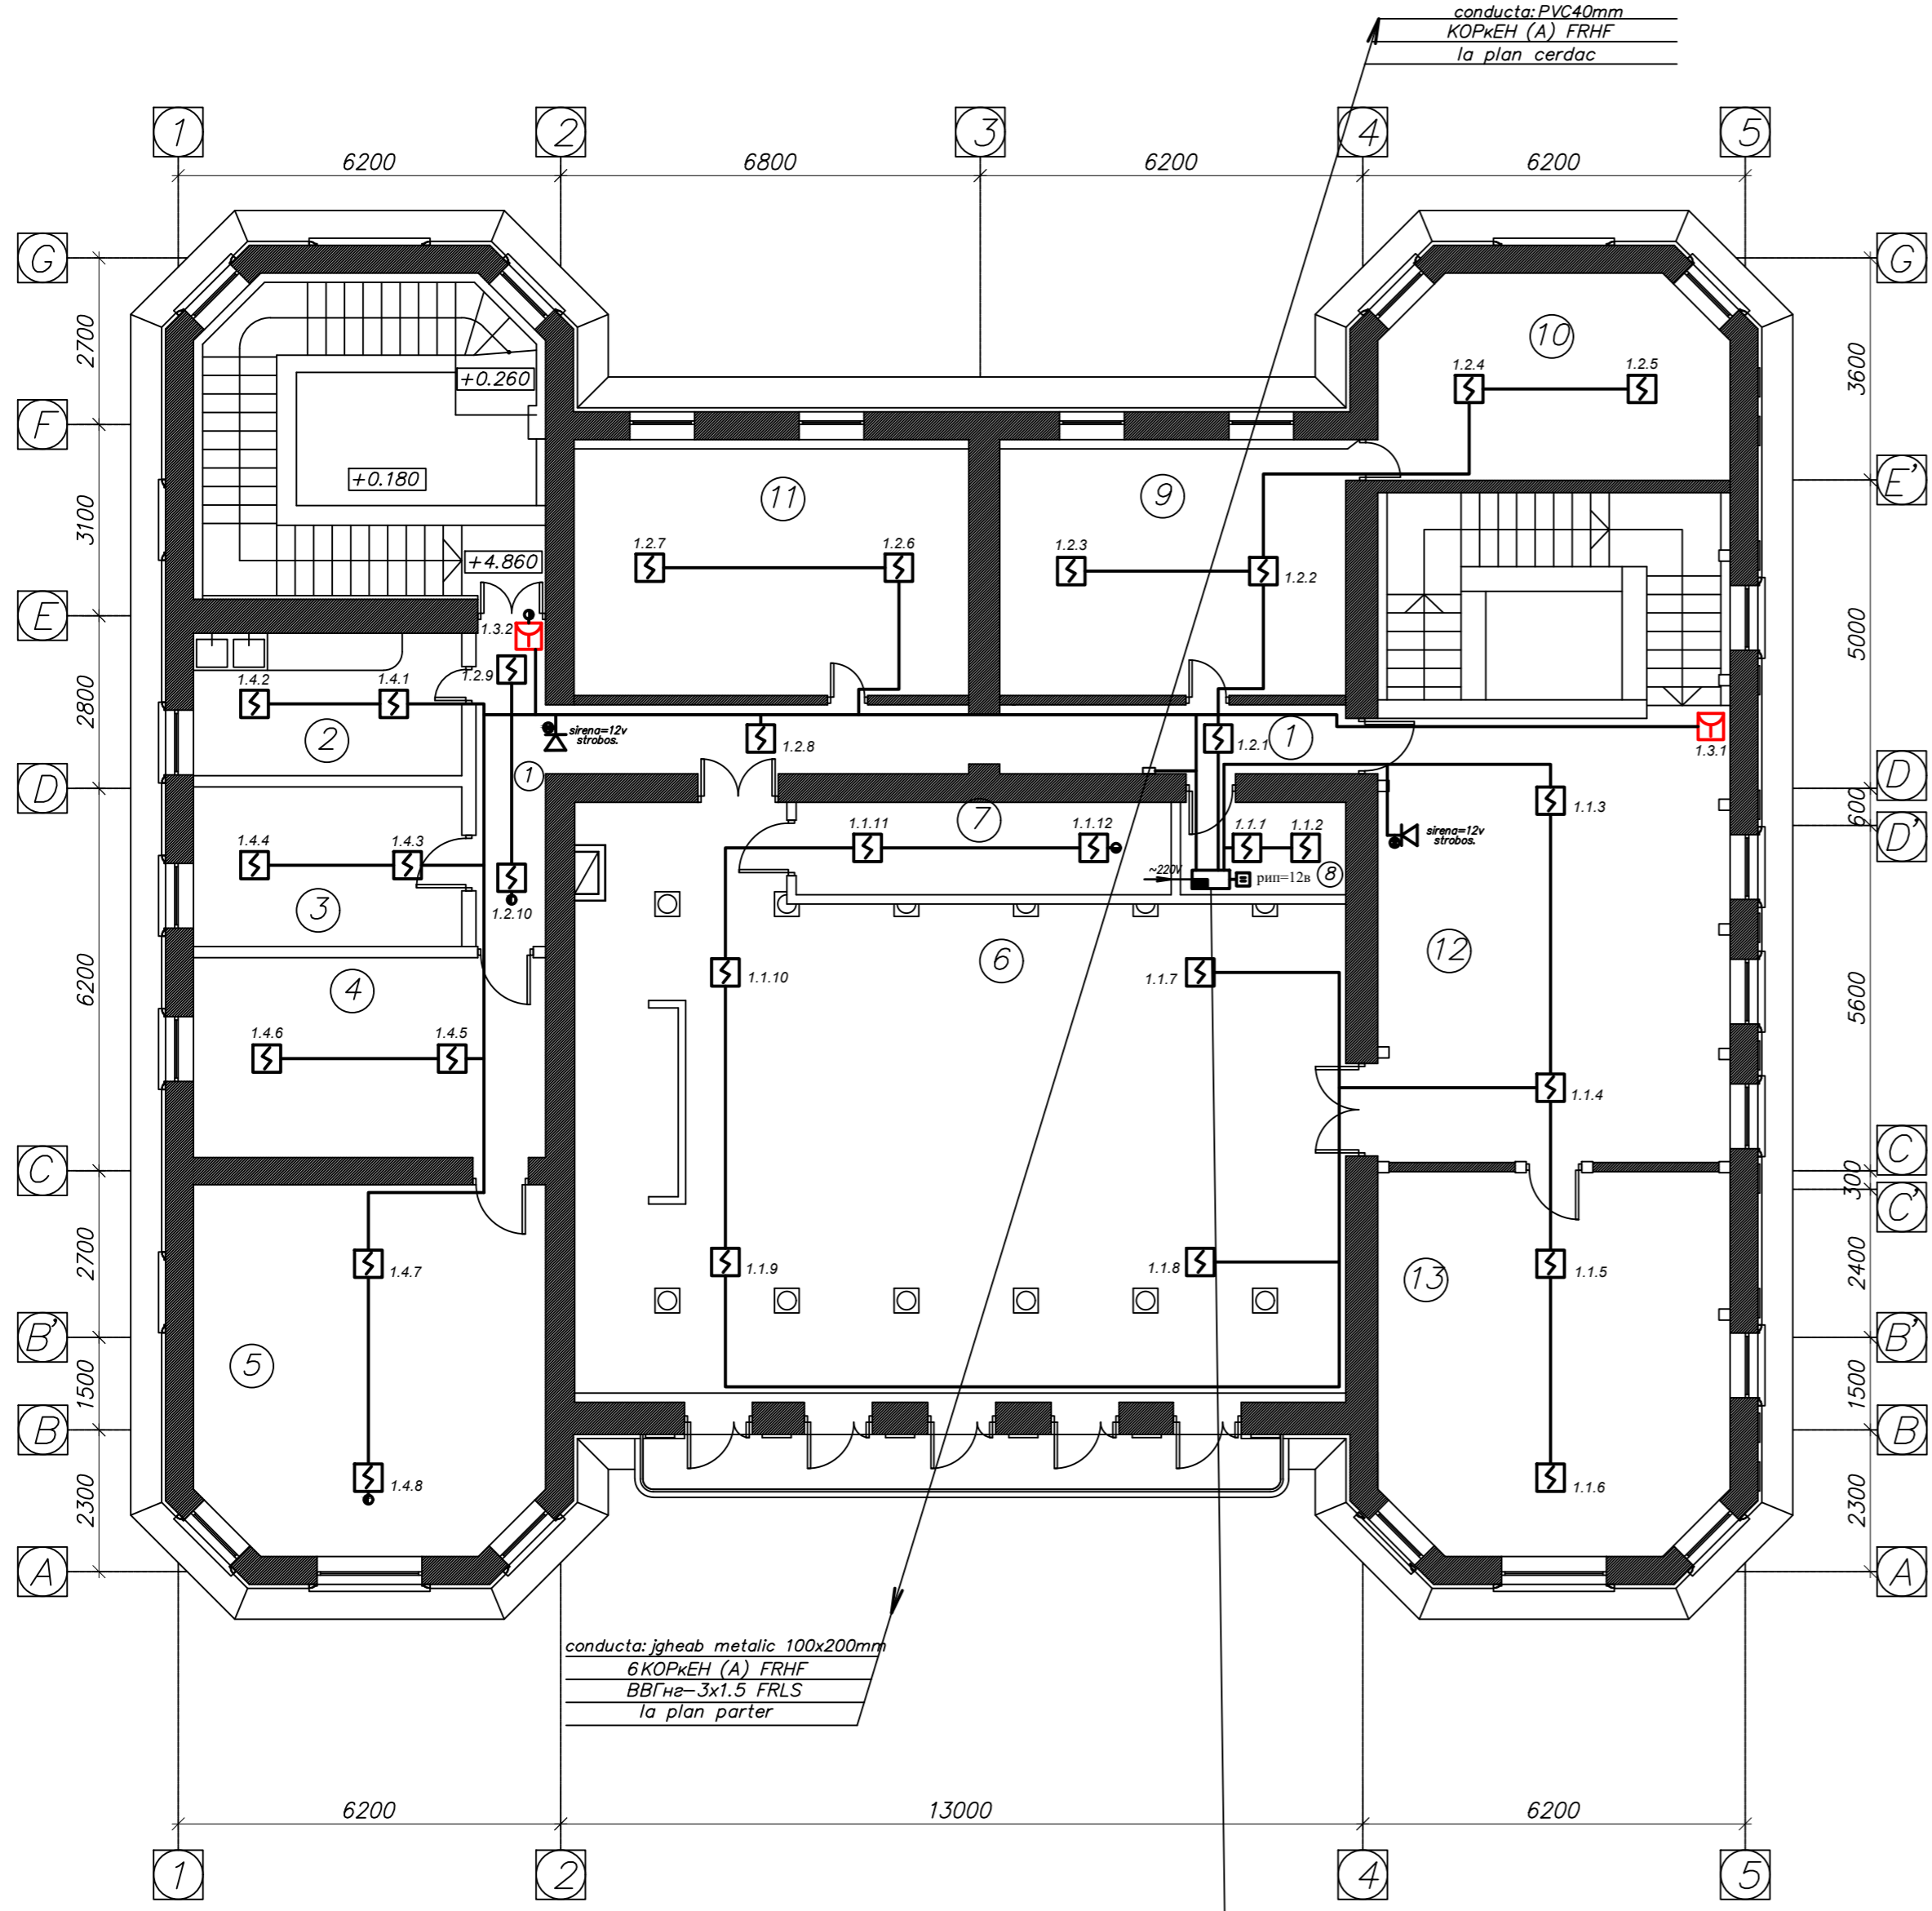 conducta: PVC40mm
КОРкЕН (А) FRHF
la plan cerdac
1
2
3
4
5
6200
6800
6200
6200
G
G
2700
3600
10
F
1.2.4
1.2.5
+0.260
E'
+0.180
11
9
3100
1.2.7
1.2.6
1.2.3
1.2.2
+4.860
E
1.3.2
5000
1.2.9
1.4.2
1.4.1
2800
2
sirena=12v
strobos.
1.2.8
1.2.1
1
1.3.1
1
D
D
600
D'
1.1.3
7
1.1.11
1.1.12
1.1.1
1.1.2
sirena=12v
strobos.
1.4.4
1.4.3
~220V
рип=12в
8
3
1.2.10
6
12
6200
4
1.1.10
1.1.7
5600
1.4.6
1.4.5
1.1.4
C
C
300
C'
2700
1.4.7
1.1.9
1.1.8
13
1.1.5
2400
B'
B'
5
1500
1500
B
B
1.4.8
1.1.6
2300
2300
A
A
conducta: jgheab metalic 100x200mm
6КОРкЕН (А) FRHF
ВВГнг-3x1.5 FRLS
la plan parter
6200
13000
6200
1
2
4
5